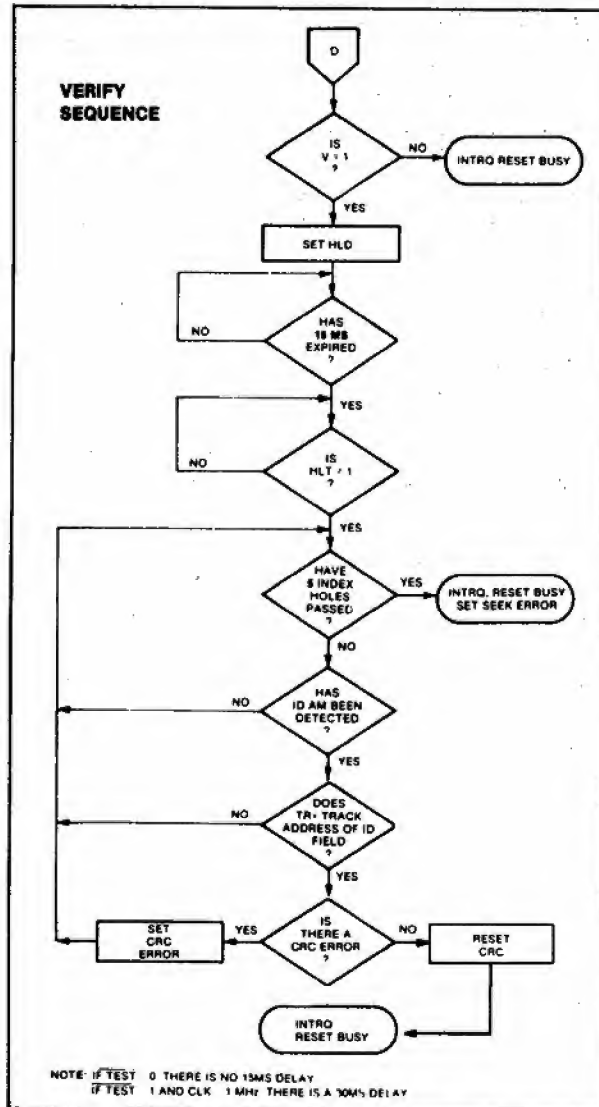 D
VERIFY
SEQUENCE
IS
V = 1
?
NO
INTRQ RESET BUSY
YES
SET HLD
NO
HAS
15 MS
EXPIRED
?
YES
NO
IS
HLT = 1
?
YES
HAVE
5 INDEX
HOLES
PASSED
?
YES
INTRQ, RESET BUSY
SET SEEK ERROR
NO
NO
HAS
ID AM BEEN
DETECTED
?
YES
NO
DOES
TR = TRACK
ADDRESS OF ID
FIELD
?
YES
SET
CRC
ERROR
YES
IS
THERE A
CRC ERROR
?
NO
RESET
CRC
INTRQ
RESET BUSY
NOTE: IF TEST 0 THERE IS NO 15MS DELAY
IF TEST 1 AND CLK 1 MHz THERE IS A 30MS DELAY